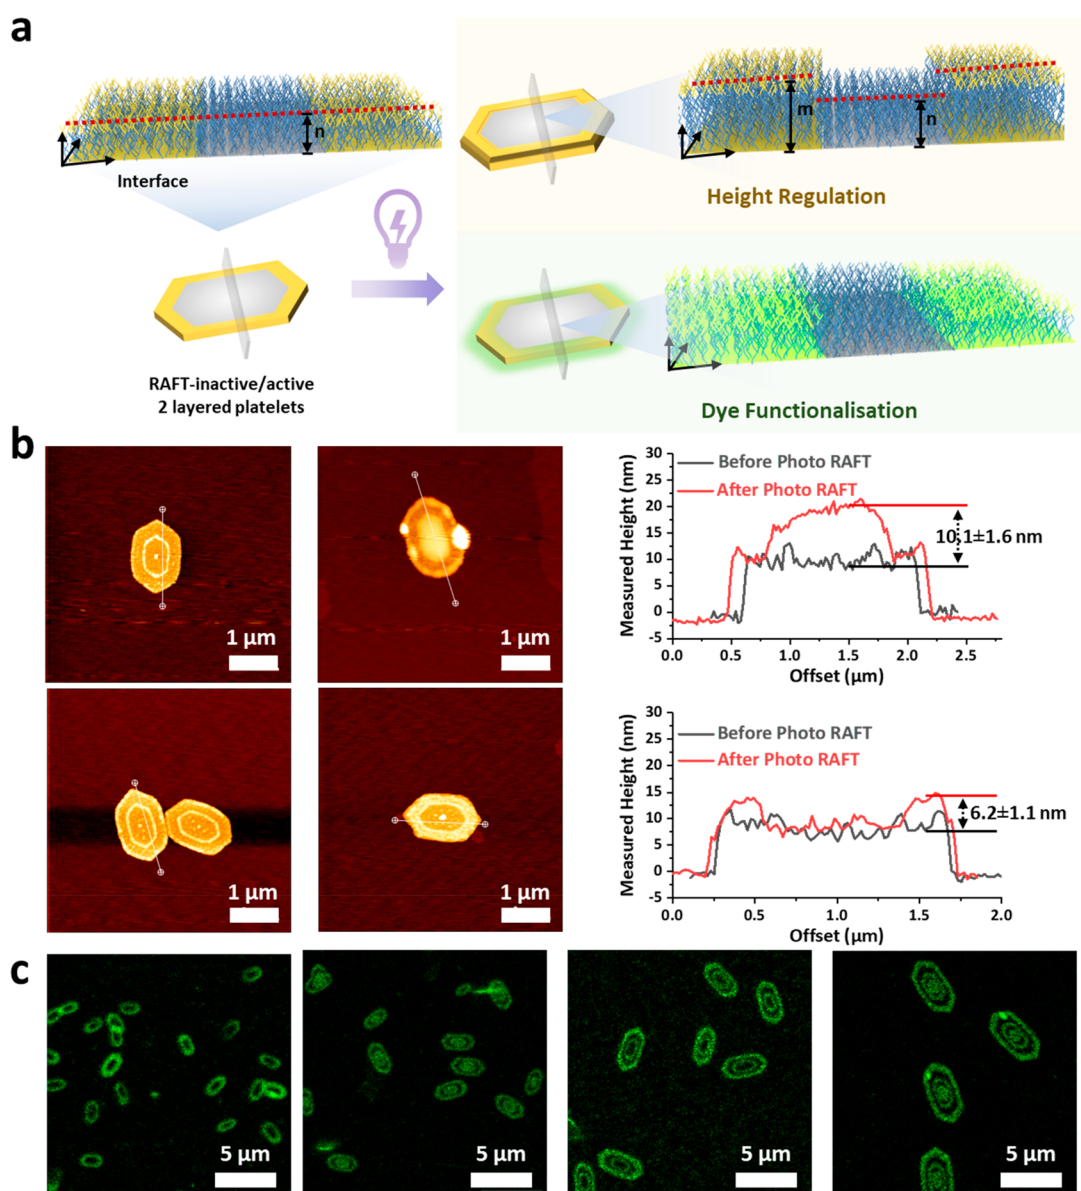 a
n
Interface
RAFT-inactive/active
2 layered platelets
m
n
Height Regulation
Dye Functionalisation
b
1 µm
1 µm
1 µm
1 µm
Before Photo RAFT
After Photo RAFT
10.1±1.6 nm
Measured Height (nm)
30
25
20
15
10
5
0
-5
0.0 0.5 1.0 1.5 2.0 2.5
Offset (µm)
Before Photo RAFT
After Photo RAFT
6.2±1.1 nm
Measured Height (nm)
30
25
20
15
10
5
0
-5
0.0 0.5 1.0 1.5 2.0
Offset (µm)
c
5 µm
5 µm
5 µm
5 µm